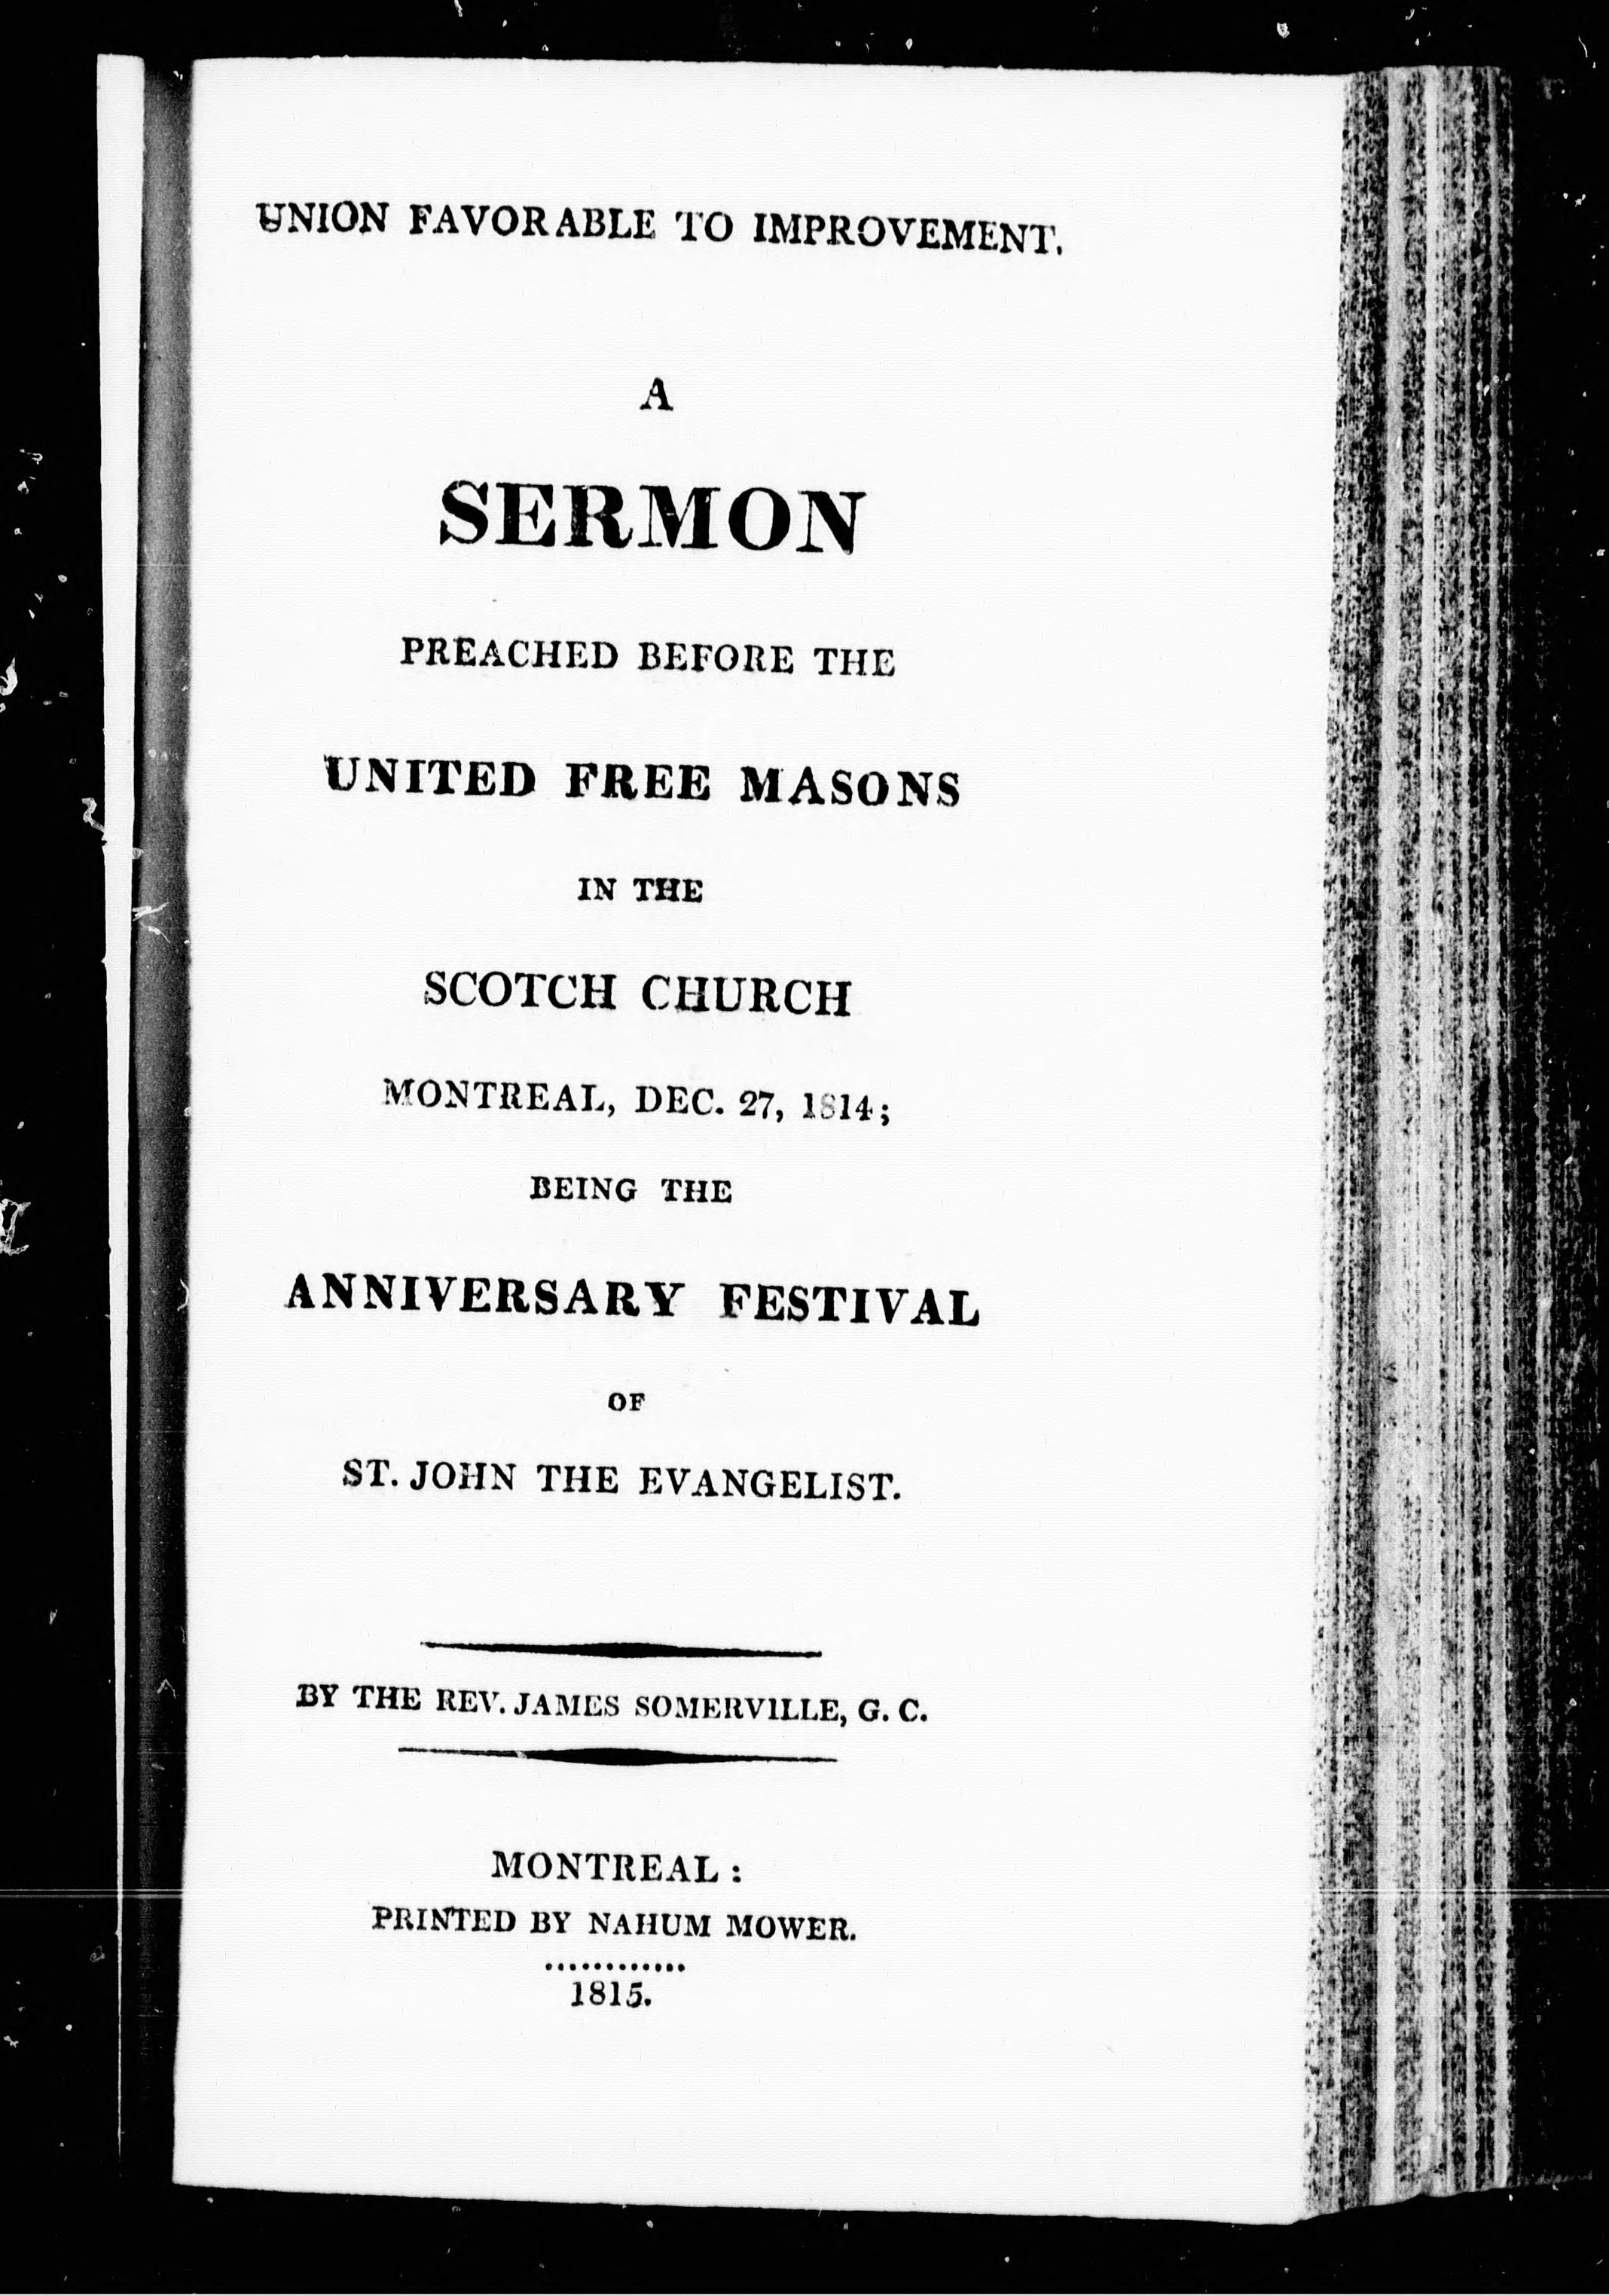 UNION FAVORABLE TO IMPROVEMENT.
A
SERMON
PREACHED BEFORE THE
UNITED FREE MASONS
IN THE
SCOTCH CHURCH
MONTREAL, DEC. 27, 1814;
BEING THE
ANNIVERSARY FESTIVAL
OF
ST. JOHN THE EVANGELIST.
BY THE REV. JAMES SOMERVILLE, G. C.
MONTREAL :
PRINTED BY NAHUM MOWER.
............
1815.